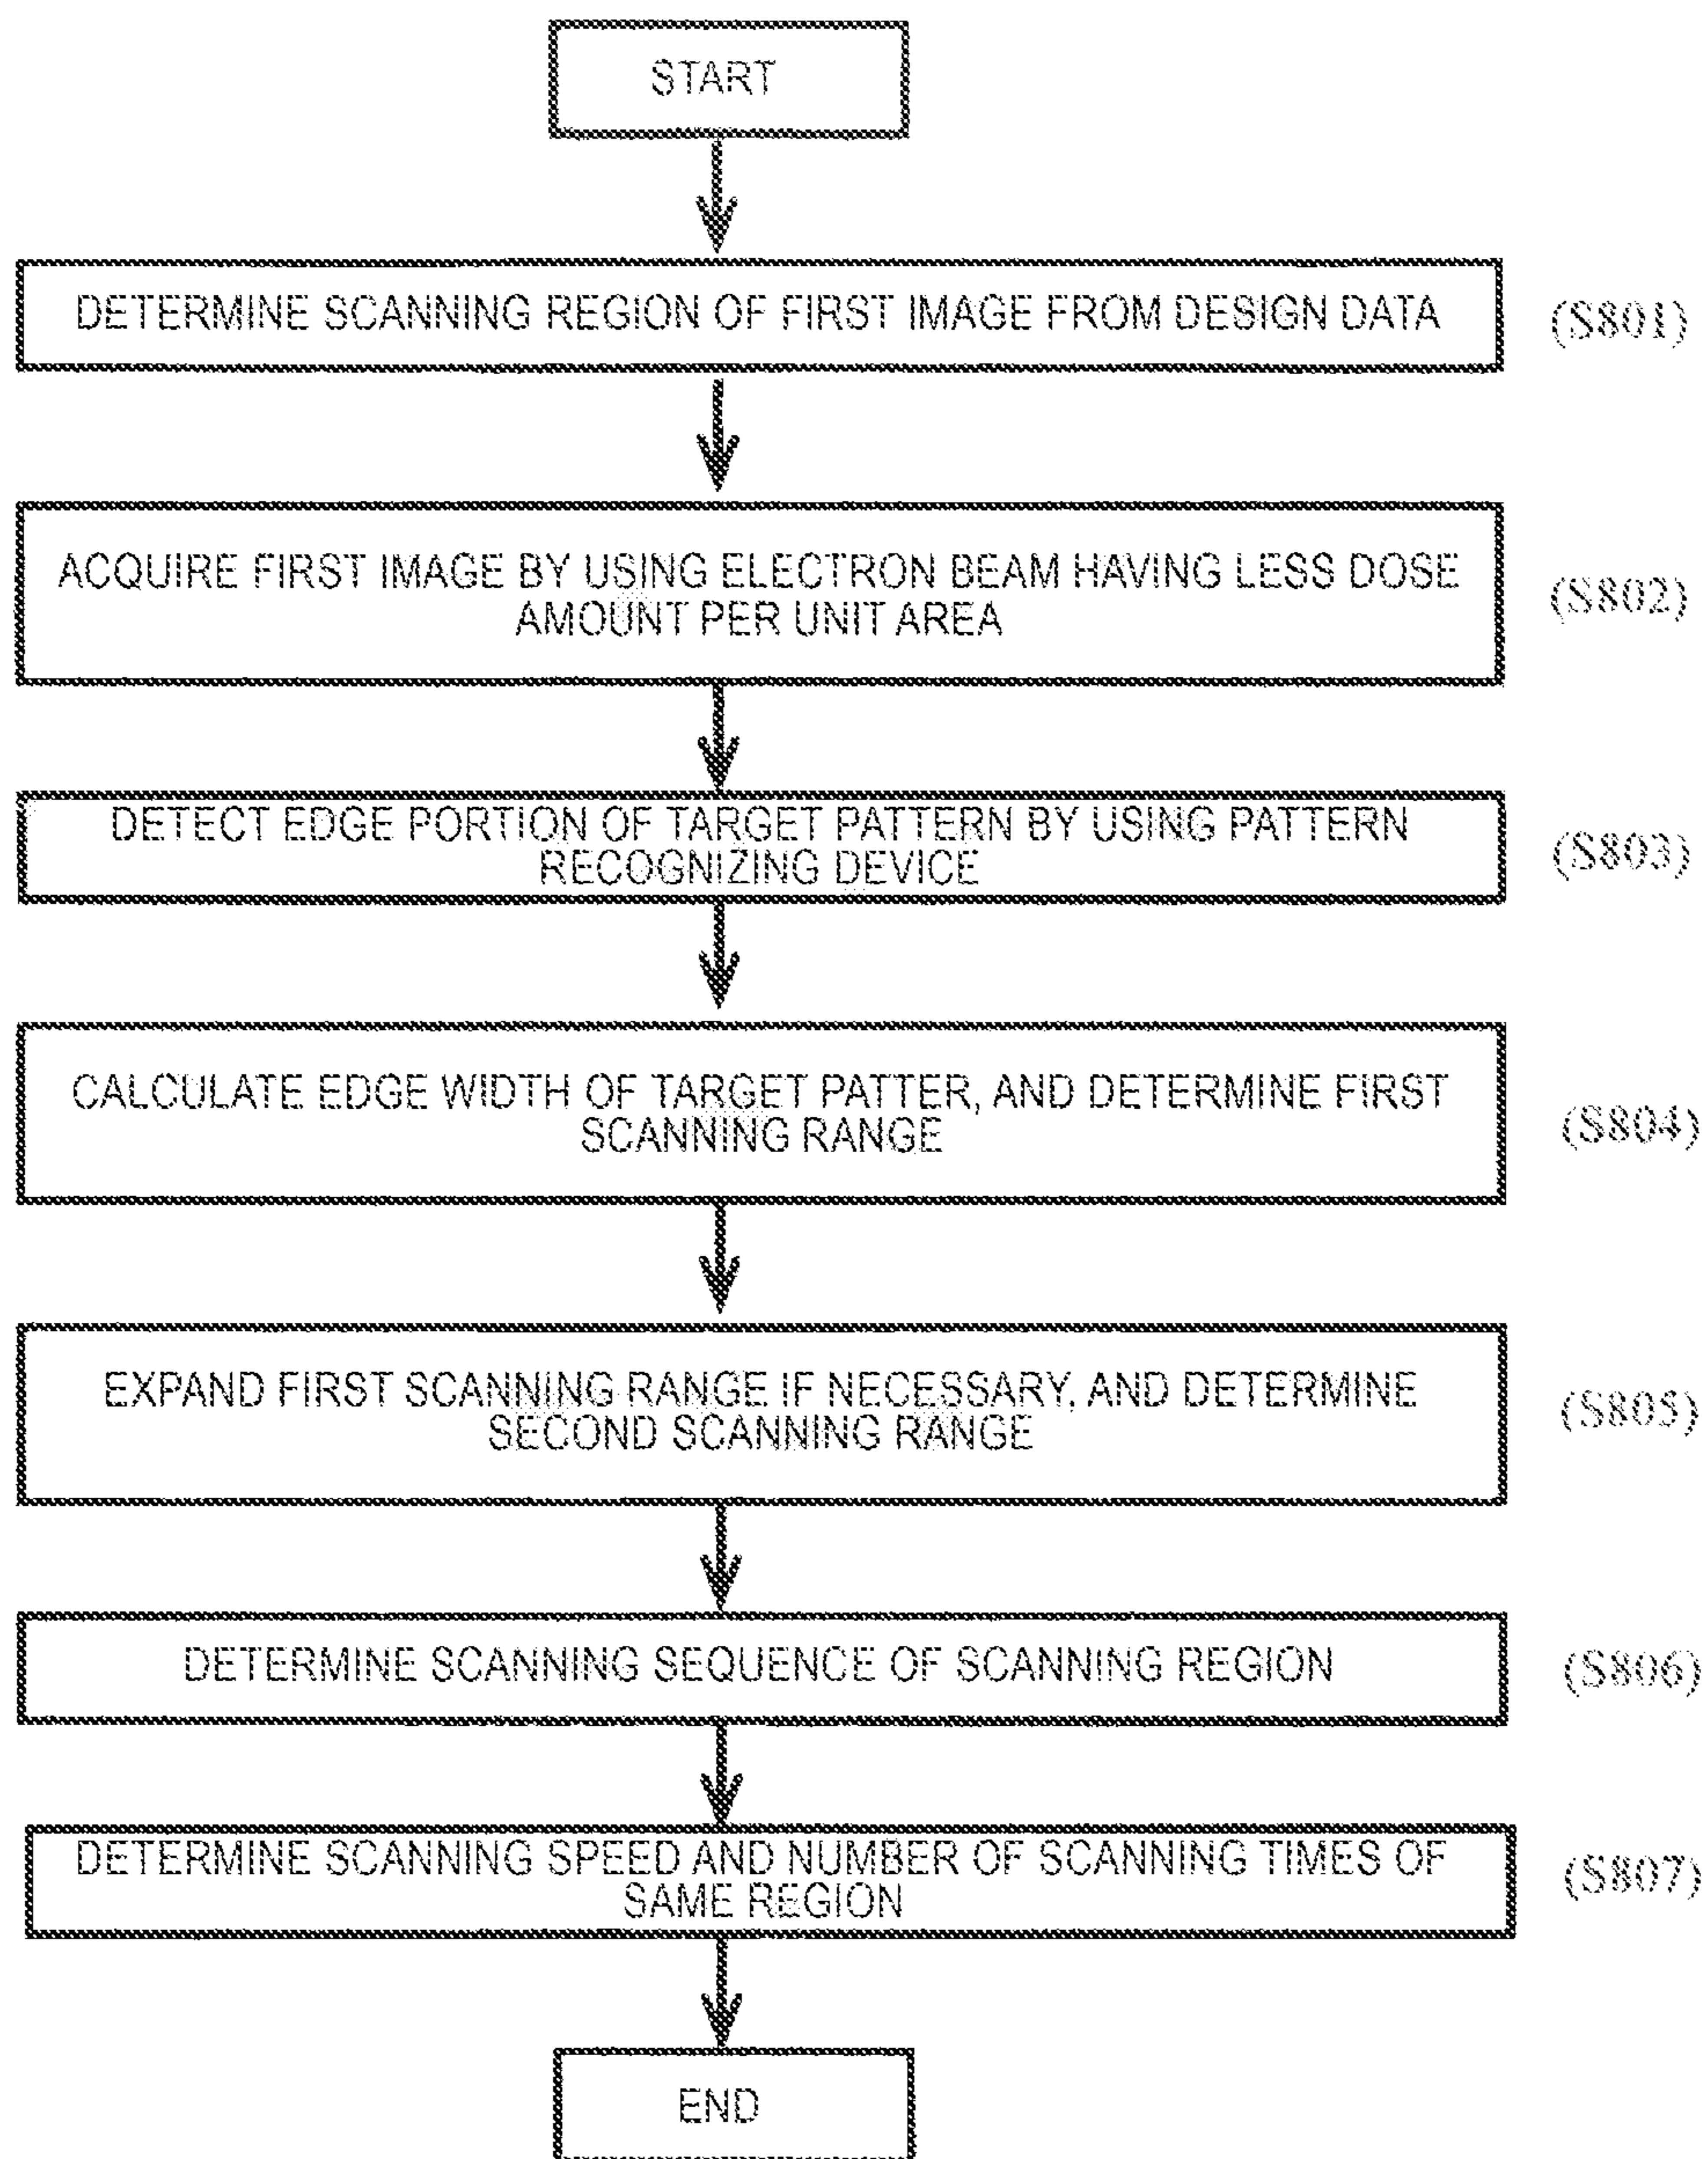 START
DETERMINE SCANNING REGION OF FIRST IMAGE FROM DESIGN DATA
(S801)
ACQUIRE FIRST IMAGE BY USING ELECTRON BEAM HAVING LESS DOSE
AMOUNT PER UNIT AREA
(S802)
DETECT EDGE PORTION OF TARGET PATTERN BY USING PATTERN
RECOGNIZING DEVICE
(S803)
CALCULATE EDGE WIDTH OF TARGET PATTER, AND DETERMINE FIRST
SCANNING RANGE
(S804)
EXPAND FIRST SCANNING RANGE IF NECESSARY, AND DETERMINE
SECOND SCANNING RANGE
(S805)
DETERMINE SCANNING SEQUENCE OF SCANNING REGION
(S806)
DETERMINE SCANNING SPEED AND NUMBER OF SCANNING TIMES OF
SAME REGION
(S807)
END